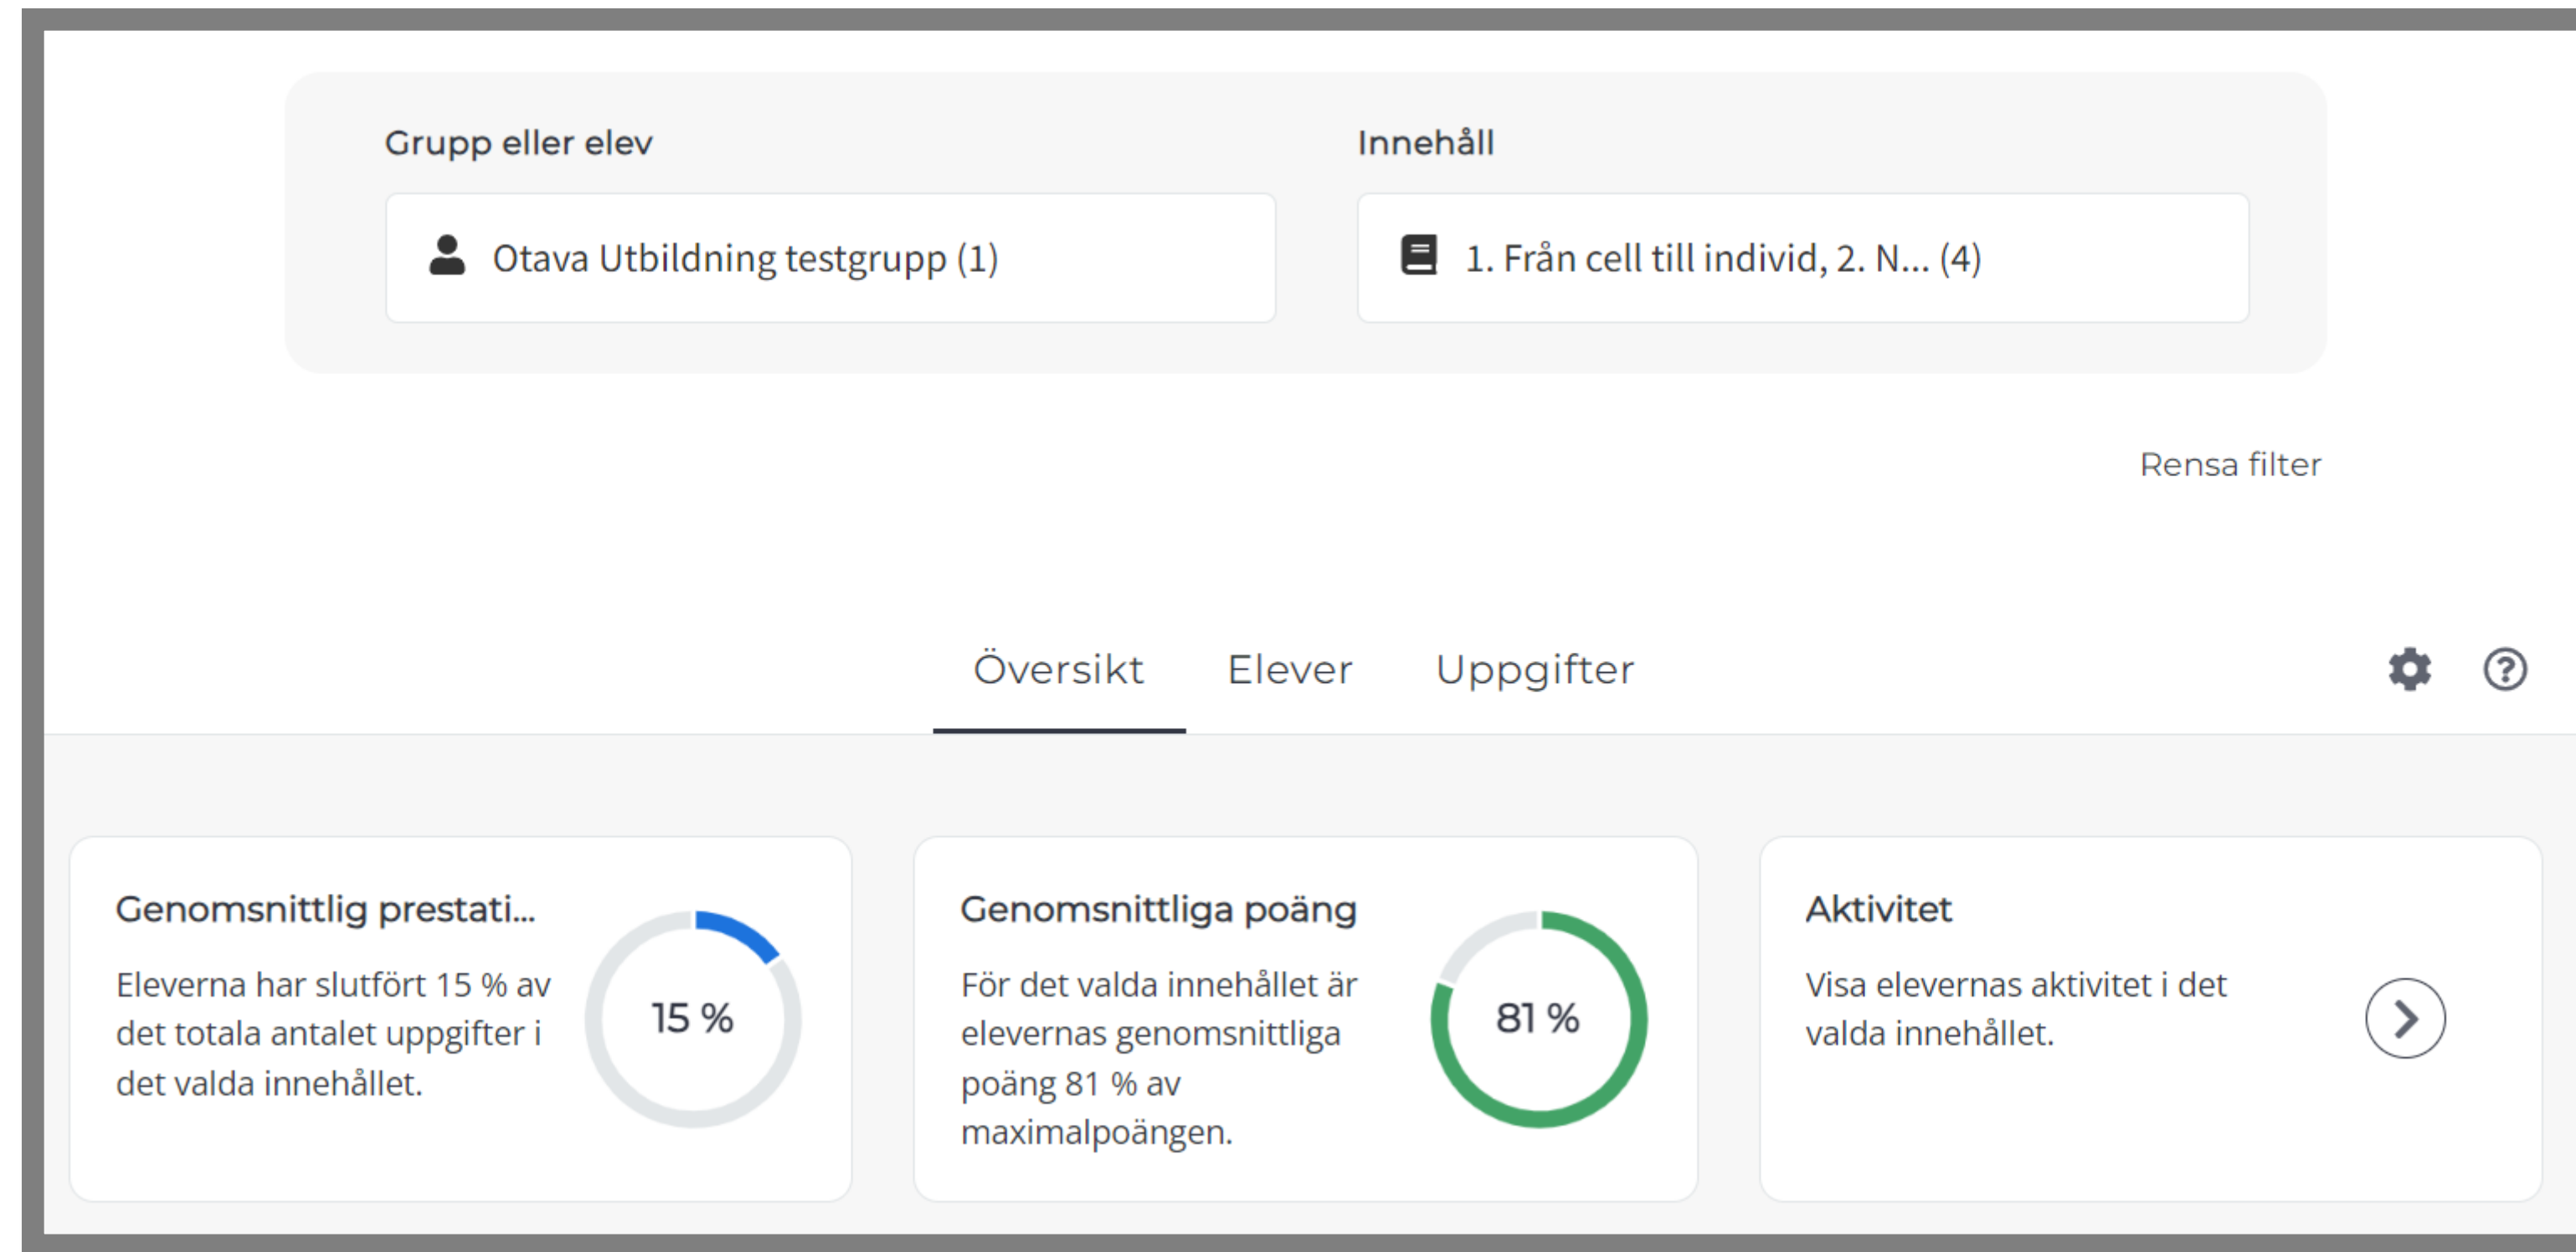 Grupp eller elev
Innehåll
Otava Utbildning testgrupp (1)
1. Från cell till individ, 2. N... (4)
Rensa filter
Översikt
Elever
Uppgifter
Genomsnittlig prestati...
Eleverna har slutfört 15 % av
det totala antalet uppgifter i
det valda innehållet.
15 %
Genomsnittliga poäng
För det valda innehållet är
elevernas genomsnittliga
poäng 81 % av
maximalpoängen.
81 %
Aktivitet
Visa elevernas aktivitet i det
valda innehållet.